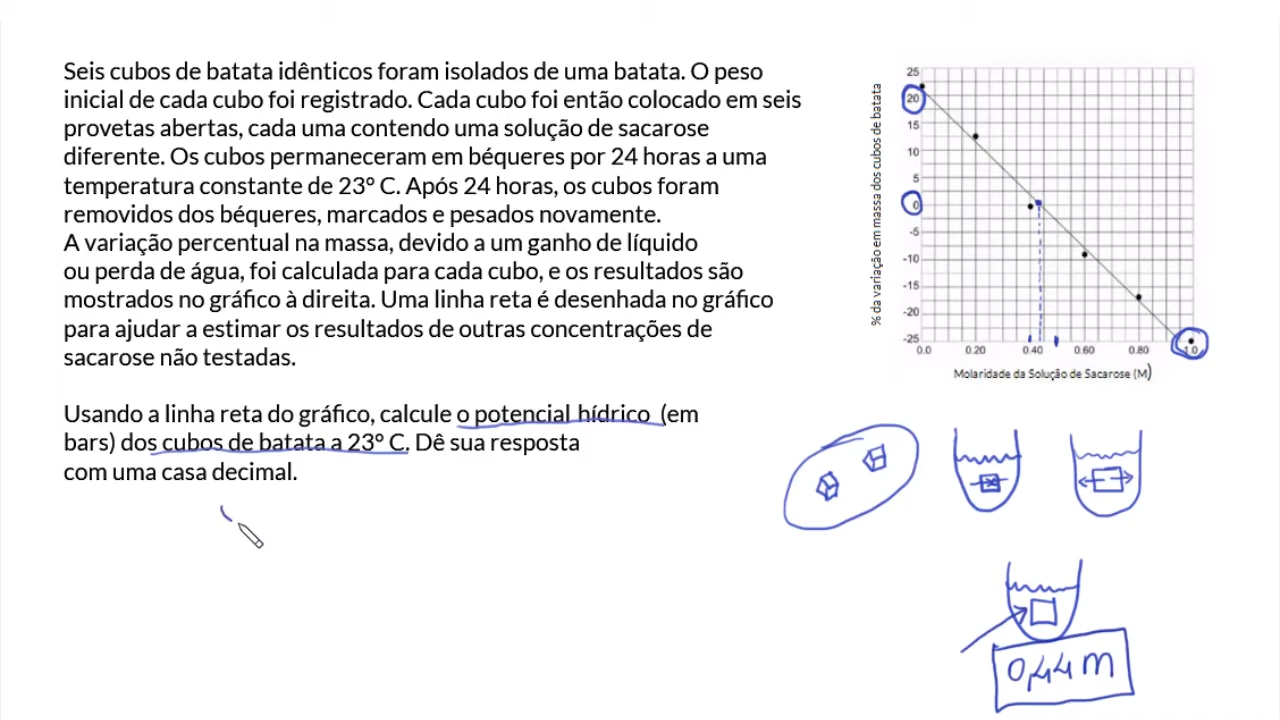 Seis cubos de batata idênticos foram isolados de uma batata. O peso
inicial de cada cubo foi registrado. Cada cubo foi então colocado em seis
provetas abertas, cada uma contendo uma solução de sacarose
diferente. Os cubos permaneceram em béqueres por 24 horas a uma
temperatura constante de 23º C. Após 24 horas, os cubos foram
removidos dos béqueres, marcados e pesados novamente.
A variação percentual na massa, devido a um ganho de líquido
ou perda de água, foi calculada para cada cubo, e os resultados são
mostrados no gráfico à direita. Uma linha reta é desenhada no gráfico
para ajudar a estimar os resultados de outras concentrações de
sacarose não testadas.
Usando a linha reta do gráfico, calcule o potencial hídrico (em
bars) dos cubos de batata a 23º C. Dê sua resposta
com uma casa decimal.
% da variação em massa dos cubos de batata
25
20
15
10
5
0
-5
-10
-15
-20
-25
0.0 0.20 0.40 0.60 0.80 1.0
Molaridade da Solução de Sacarose (M)
0,44 m